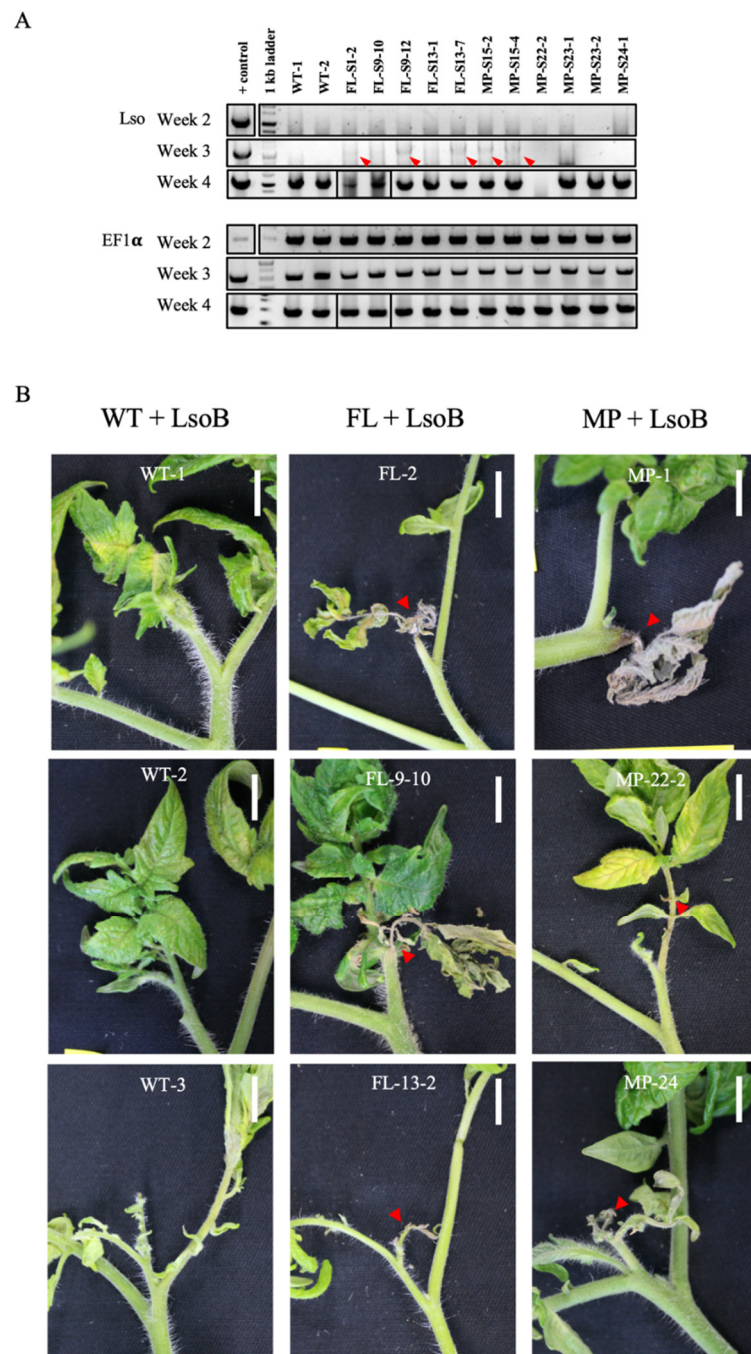 A
+ control
1 kb ladder
WT-1
WT-2
FL-S1-2
FL-S9-10
FL-S9-12
FL-S13-1
FL-S13-7
MP-S15-2
MP-S15-4
MP-S22-2
MP-S23-1
MP-S23-2
MP-S24-1
Lso Week 2
Week 3
Week 4
EF1α Week 2
Week 3
Week 4
B
WT + LsoB FL + LsoB MP + LsoB
WT-1 FL-2 MP-1
WT-2 FL-9-10 MP-22-2
WT-3 FL-13-2 MP-24